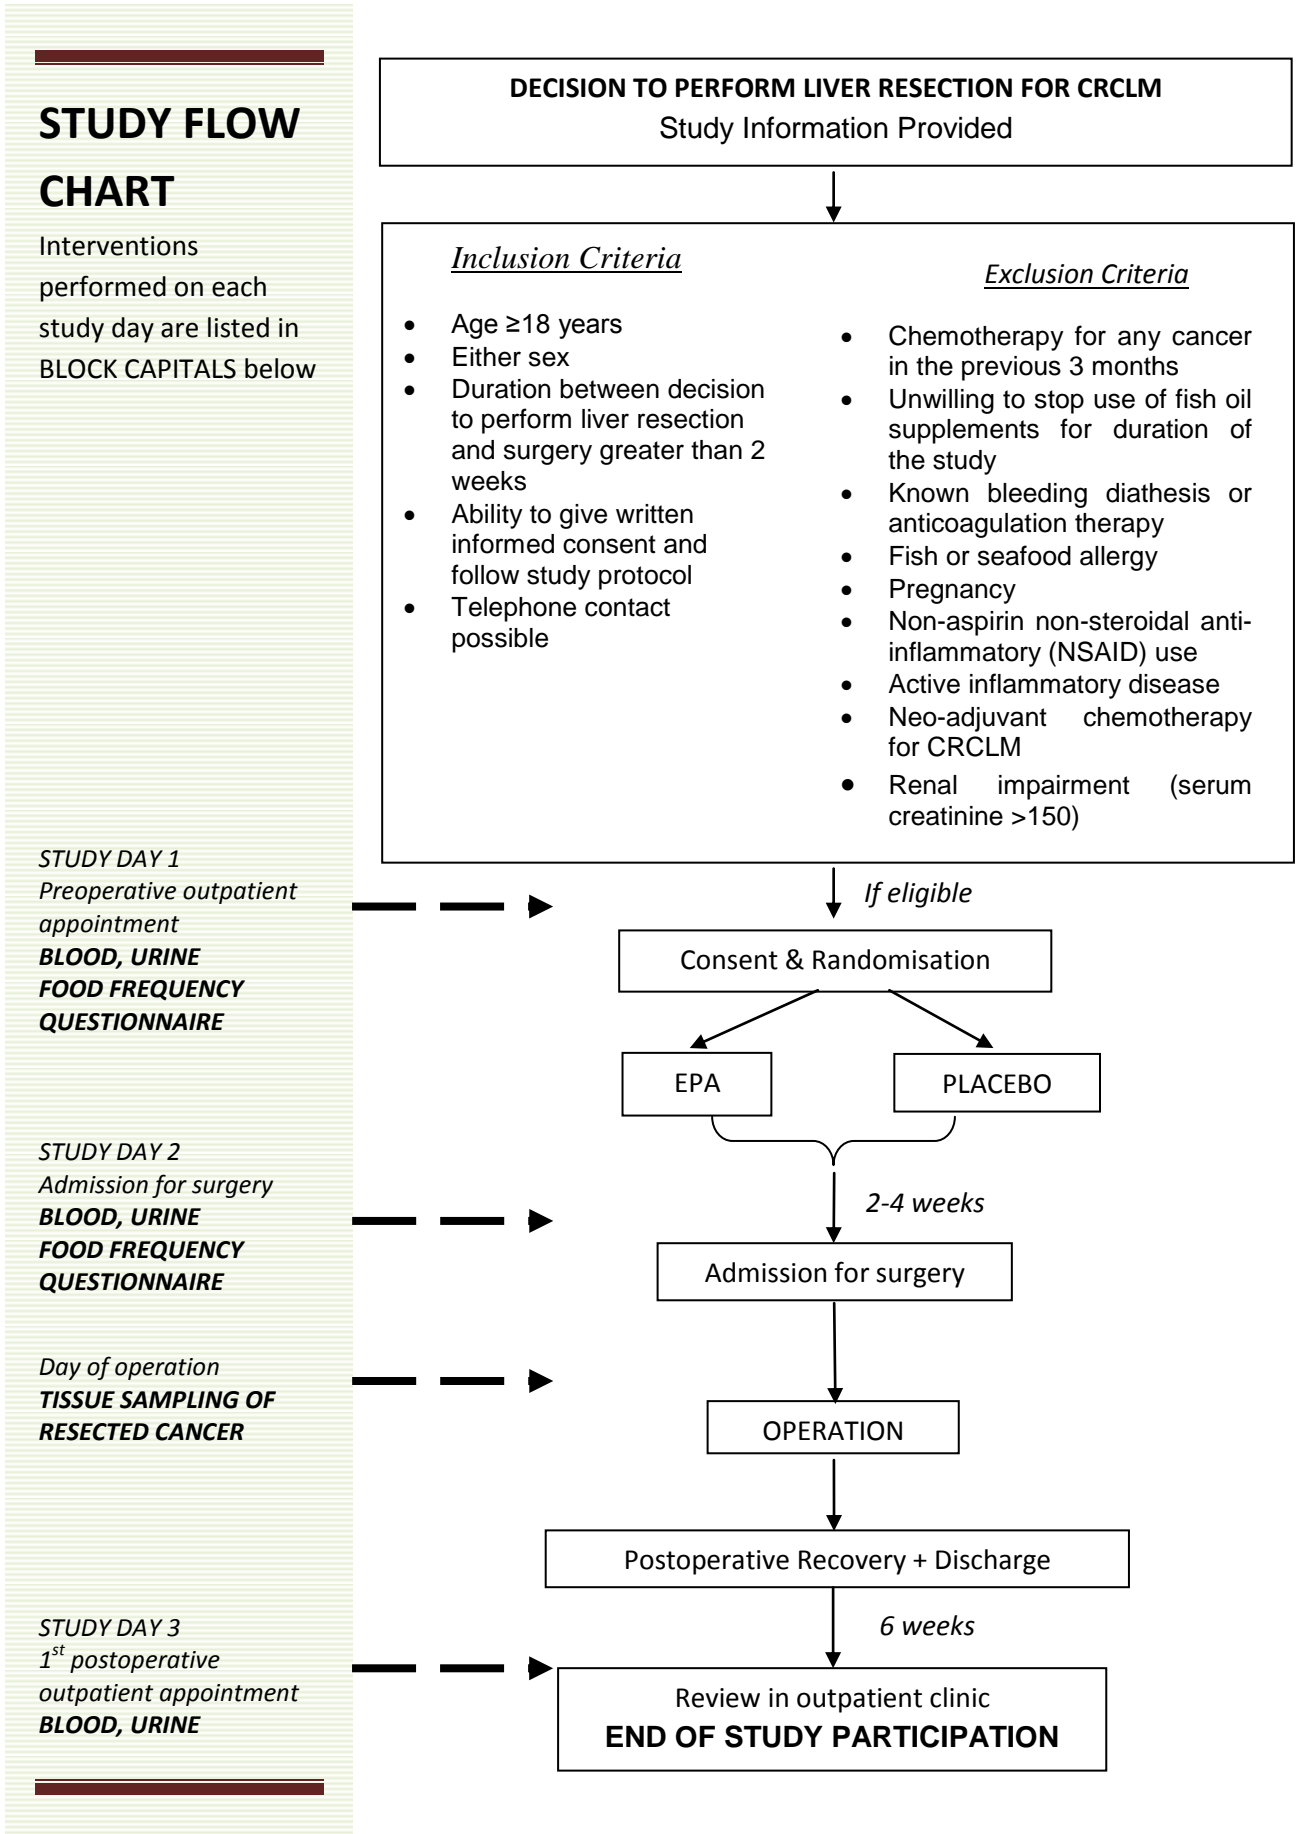 STUDY FLOW
CHART
Interventions
performed on each
study day are listed in
BLOCK CAPITALS below
DECISION TO PERFORM LIVER RESECTION FOR CRCLM
Study Information Provided
Inclusion Criteria
• Age ≥18 years
• Either sex
• Duration between decision
to perform liver resection
and surgery greater than 2
weeks
• Ability to give written
informed consent and
follow study protocol
• Telephone contact
possible
Exclusion Criteria
• Chemotherapy for any cancer
in the previous 3 months
• Unwilling to stop use of fish oil
supplements for duration of
the study
• Known bleeding diathesis or
anticoagulation therapy
• Fish or seafood allergy
• Pregnancy
• Non-aspirin non-steroidal anti-
inflammatory (NSAID) use
• Active inflammatory disease
• Neo-adjuvant chemotherapy
for CRCLM
• Renal impairment (serum
creatinine >150)
STUDY DAY 1
Preoperative outpatient
appointment
BLOOD, URINE
FOOD FREQUENCY
QUESTIONNAIRE
If eligible
Consent & Randomisation
EPA
PLACEBO
STUDY DAY 2
Admission for surgery
BLOOD, URINE
FOOD FREQUENCY
QUESTIONNAIRE
2-4 weeks
Admission for surgery
Day of operation
TISSUE SAMPLING OF
RESECTED CANCER
OPERATION
Postoperative Recovery + Discharge
6 weeks
STUDY DAY 3
1st postoperative
outpatient appointment
BLOOD, URINE
Review in outpatient clinic
END OF STUDY PARTICIPATION